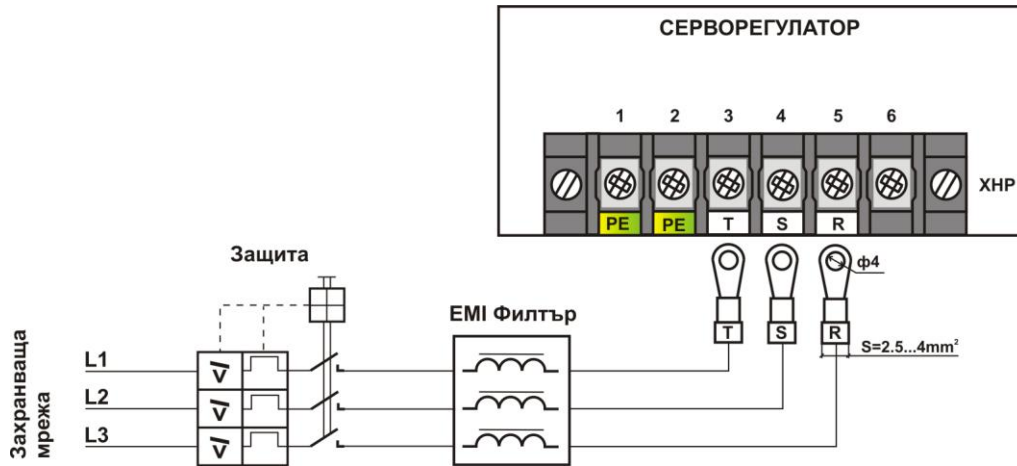 СЕРВОРЕГУЛАТОР
1 2 3 4 5 6
XHP
PE PE T S R
ф4
Защита
EMI Филтър
T S R
S=2.5...4mm²
Захранваща
мрежа
L1
L2
L3